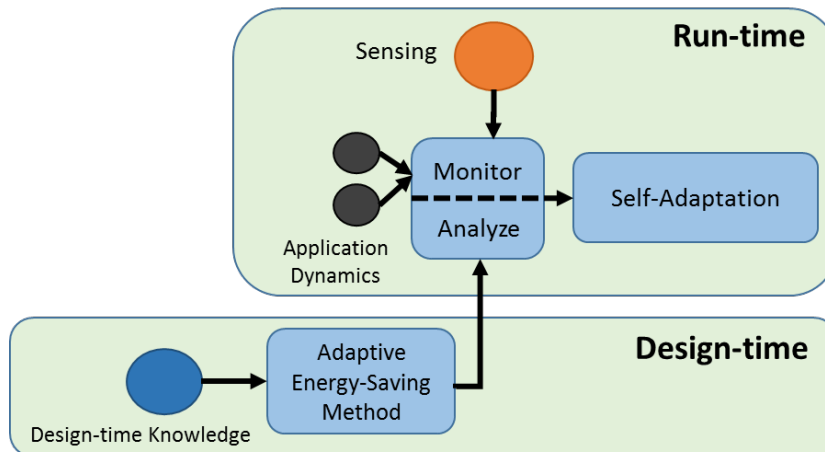 Run-time
Sensing
Monitor
Analyze
Self-Adaptation
Application
Dynamics
Design-time
Adaptive
Energy-Saving
Method
Design-time Knowledge